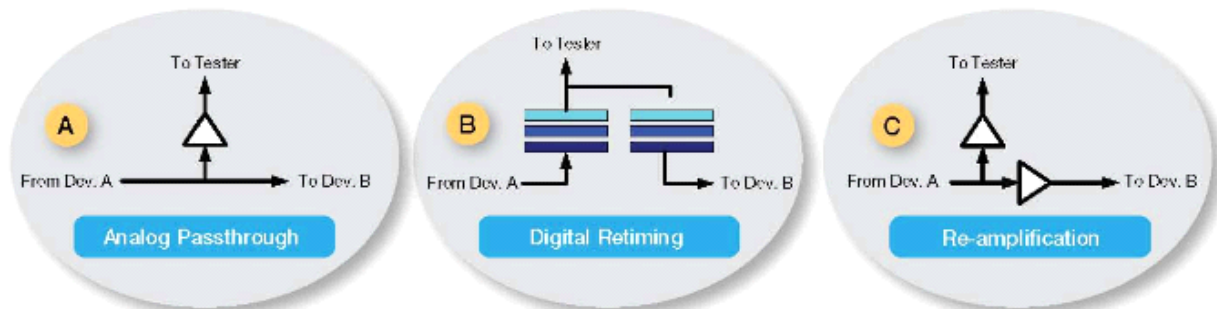 To Tester
A
From Dev. A
To Dev. B
Analog Passthrough
To Tester
B
From Dev. A
To Dev. B
Digital Retiming
To Tester
C
From Dev. A
To Dev. B
Re-amplification